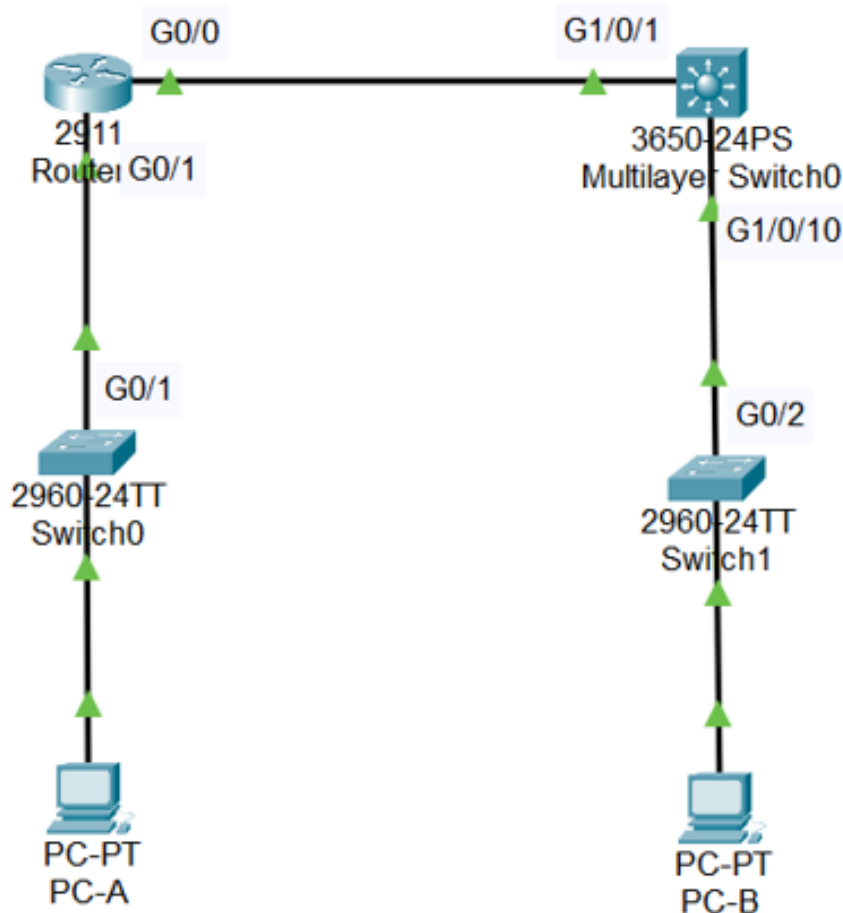 G0/0
G1/0/1
2911
Router
G0/1
3650-24PS
Multilayer Switch0
G1/0/10
G0/1
G0/2
2960-24TT
Switch0
2960-24TT
Switch1
PC-PT
PC-A
PC-PT
PC-B